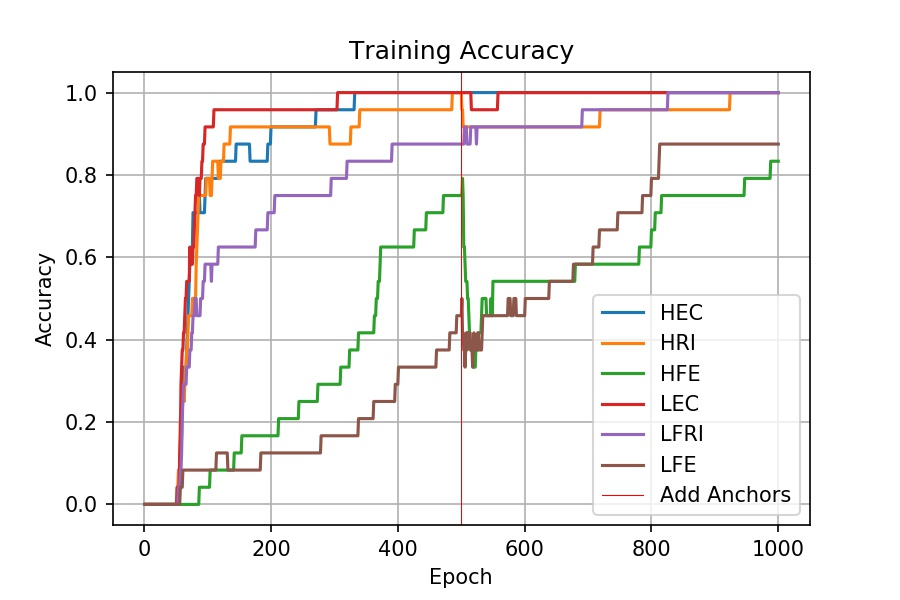 Training Accuracy
Accuracy
1.0
0.8
0.6
0.4
0.2
0.0
HEC
HRI
HFE
LEC
LFRI
LFE
Add Anchors
0 200 400 600 800 1000
Epoch